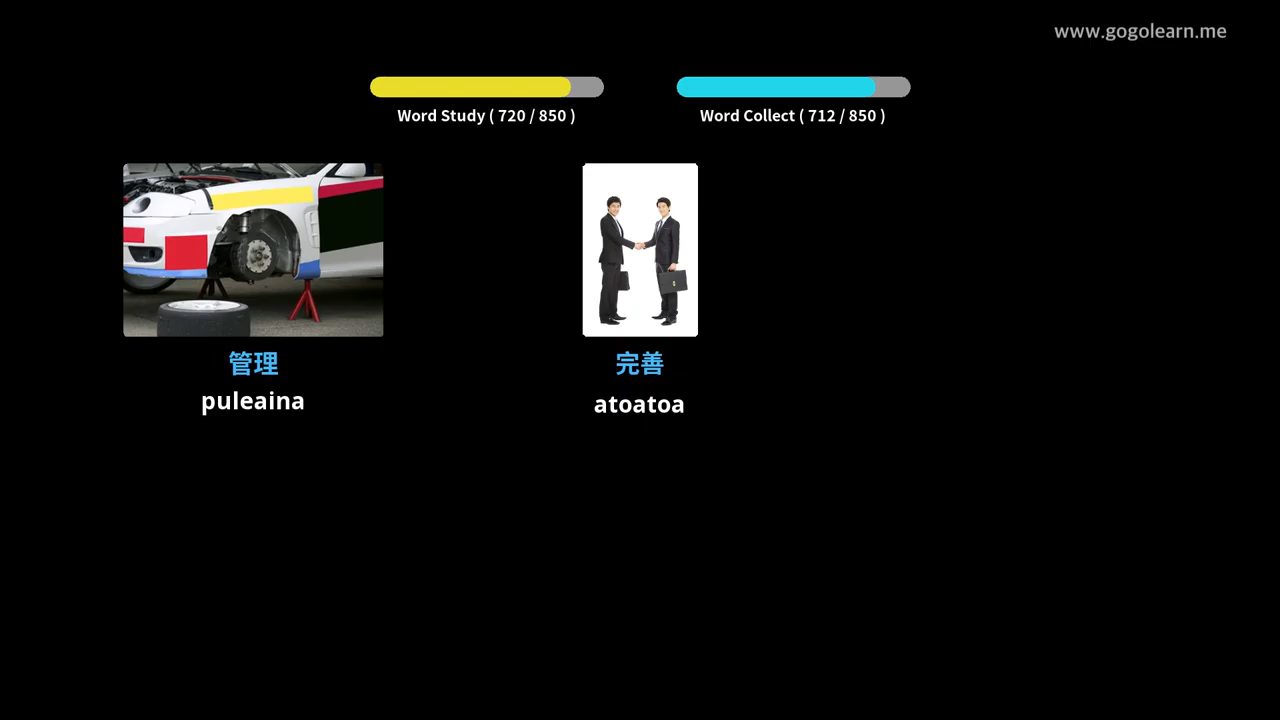 www.gogolearn.me
Word Study ( 720 / 850 )
Word Collect ( 712 / 850 )
管理
puleaina
完善
atoatoa